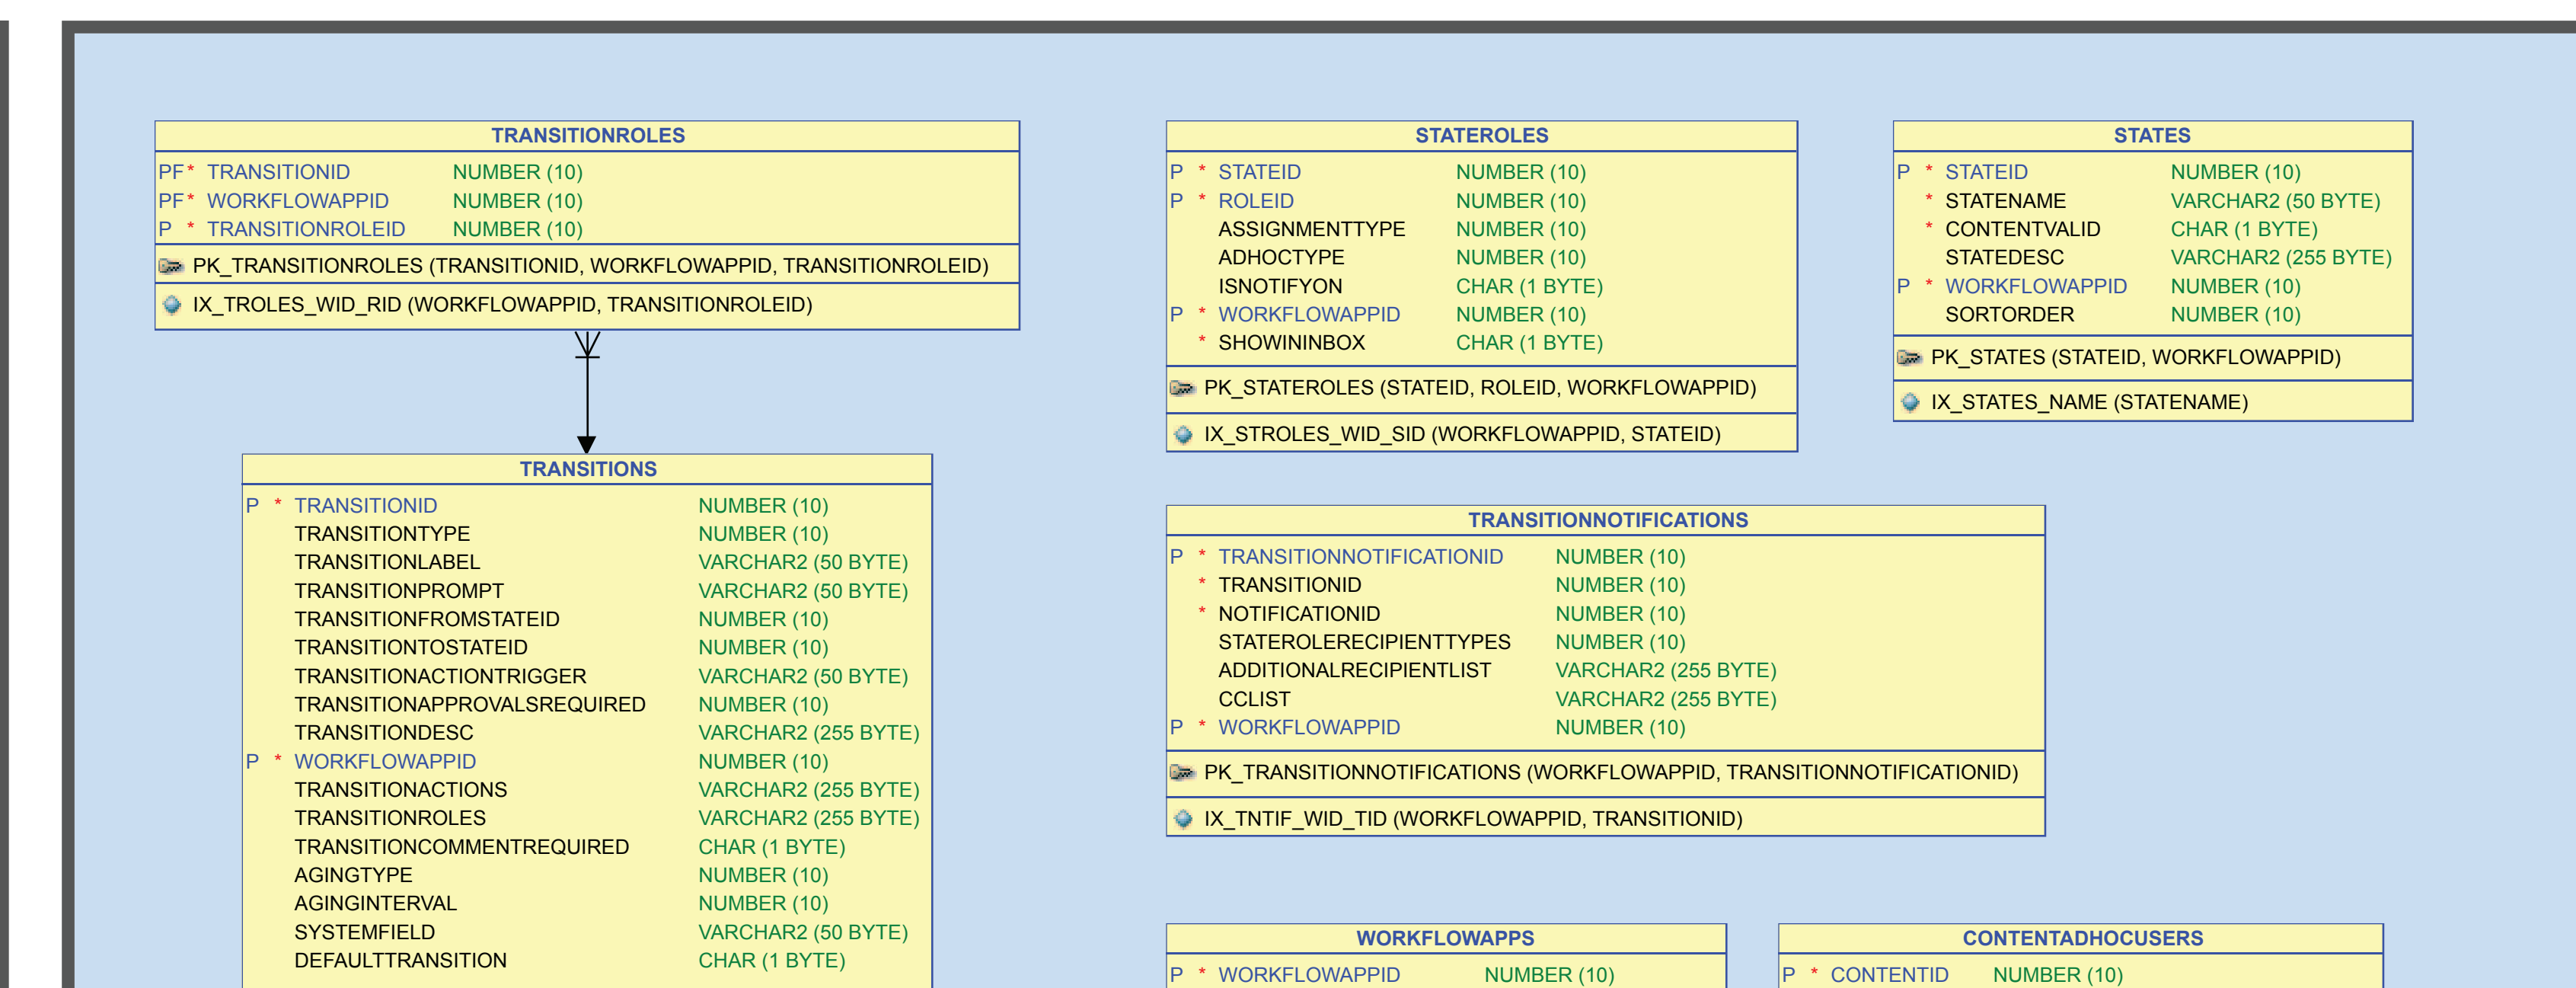 TRANSITIONROLES
PF* TRANSITIONID NUMBER (10)
PF* WORKFLOWAPPID NUMBER (10)
P * TRANSITIONROLEID NUMBER (10)
PK_TRANSITIONROLES (TRANSITIONID, WORKFLOWAPPID, TRANSITIONROLEID)
IX_TROLES_WID_RID (WORKFLOWAPPID, TRANSITIONROLEID)
STATEROLES
P * STATEID NUMBER (10)
P * ROLEID NUMBER (10)
ASSIGNMENTTYPE NUMBER (10)
ADHOCTYPE NUMBER (10)
ISNOTIFYON CHAR (1 BYTE)
P * WORKFLOWAPPID NUMBER (10)
* SHOWININBOX CHAR (1 BYTE)
PK_STATEROLES (STATEID, ROLEID, WORKFLOWAPPID)
IX_STROLES_WID_SID (WORKFLOWAPPID, STATEID)
STATES
P * STATEID NUMBER (10)
* STATENAME VARCHAR2 (50 BYTE)
* CONTENTVALID CHAR (1 BYTE)
STATEDESC VARCHAR2 (255 BYTE)
P * WORKFLOWAPPID NUMBER (10)
SORTORDER NUMBER (10)
PK_STATES (STATEID, WORKFLOWAPPID)
IX_STATES_NAME (STATENAME)
TRANSITIONS
P * TRANSITIONID NUMBER (10)
TRANSITIONTYPE NUMBER (10)
TRANSITIONLABEL VARCHAR2 (50 BYTE)
TRANSITIONPROMPT VARCHAR2 (50 BYTE)
TRANSITIONFROMSTATEID NUMBER (10)
TRANSITIONTOSTATEID NUMBER (10)
TRANSITIONACTIONTRIGGER VARCHAR2 (50 BYTE)
TRANSITIONAPPROVALSREQUIRED NUMBER (10)
TRANSITIONDESC VARCHAR2 (255 BYTE)
P * WORKFLOWAPPID NUMBER (10)
TRANSITIONACTIONS VARCHAR2 (255 BYTE)
TRANSITIONROLES VARCHAR2 (255 BYTE)
TRANSITIONCOMMENTREQUIRED CHAR (1 BYTE)
AGINGTYPE NUMBER (10)
AGINGINTERVAL NUMBER (10)
SYSTEMFIELD VARCHAR2 (50 BYTE)
DEFAULTTRANSITION CHAR (1 BYTE)
TRANSITIONNOTIFICATIONS
P * TRANSITIONNOTIFICATIONID NUMBER (10)
* TRANSITIONID NUMBER (10)
* NOTIFICATIONID NUMBER (10)
STATEROLERECIPIENTTYPES NUMBER (10)
ADDITIONALRECIPIENTLIST VARCHAR2 (255 BYTE)
CCLIST VARCHAR2 (255 BYTE)
P * WORKFLOWAPPID NUMBER (10)
PK_TRANSITIONNOTIFICATIONS (WORKFLOWAPPID, TRANSITIONNOTIFICATIONID)
IX_TNTIF_WID_TID (WORKFLOWAPPID, TRANSITIONID)
WORKFLOWAPPS
P * WORKFLOWAPPID NUMBER (10)
CONTENTADHOCUSERS
P * CONTENTID NUMBER (10)